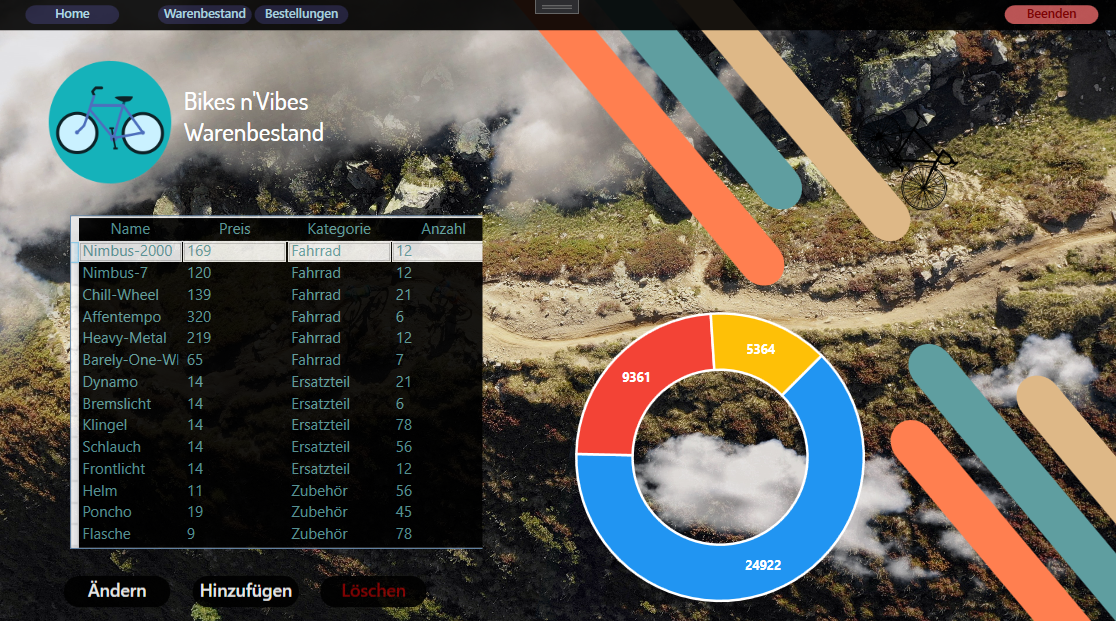 Home Warenbestand Bestellungen Beenden
Bikes n'Vibes
Warenbestand
Name Preis Kategorie Anzahl
Nimbus-2000 169 Fahrrad 12
Nimbus-7 120 Fahrrad 12
Chill-Wheel 139 Fahrrad 21
Affentempo 320 Fahrrad 6
Heavy-Metal 219 Fahrrad 12
Barely-One-Wl 65 Fahrrad 7
Dynamo 14 Ersatzteil 21
Bremslicht 14 Ersatzteil 6
Klingel 14 Ersatzteil 78
Schlauch 14 Ersatzteil 56
Frontlicht 14 Ersatzteil 12
Helm 11 Zubehör 56
Poncho 19 Zubehör 45
Flasche 9 Zubehör 78
5364
9361
24922
Ändern Hinzufügen Löschen